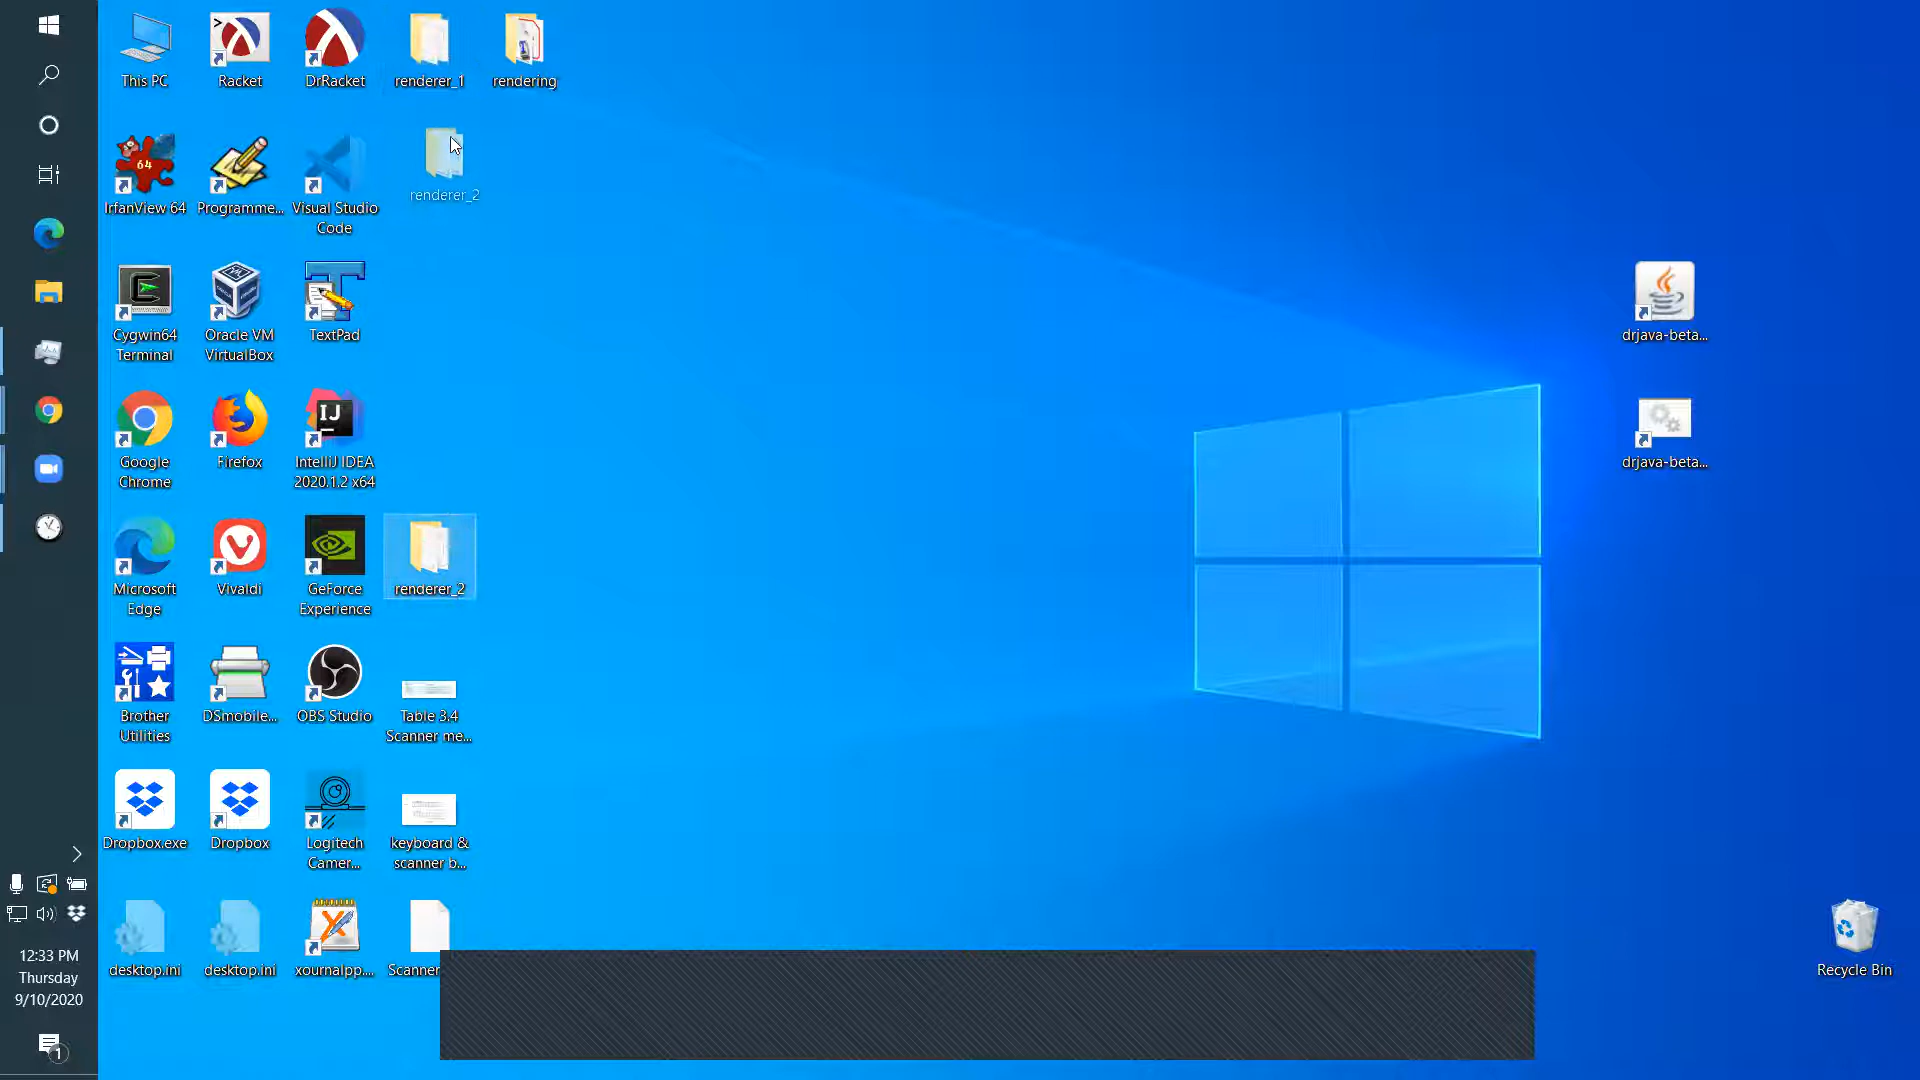 This PC
Racket
DrRacket
renderer_1
rendering
renderer_2
64
IrfanView 64
Programme...
Visual Studio
Code
drjava-beta...
Cygwin64
Terminal
Oracle VM
VirtualBox
TextPad
IJ
drjava-beta...
Google
Chrome
Firefox
IntelliJ IDEA
2020.1.2 x64
Microsoft
Edge
Vivaldi
GeForce
Experience
renderer_2
Brother
Utilities
DSmobile...
OBS Studio
Table 3.4
Scanner me...
Dropbox.exe
Dropbox
Logitech
Camer...
keyboard &
scanner b...
desktop.ini
desktop.ini
xournalpp....
Scanner
Recycle Bin
12:33 PM
Thursday
9/10/2020
1